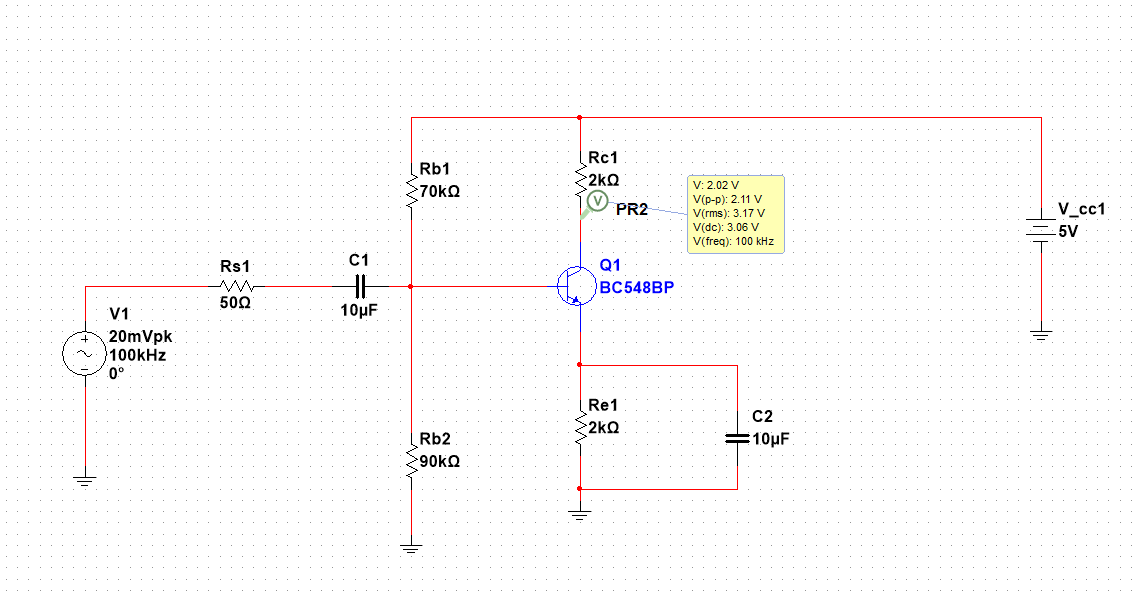 Rb1
70kΩ
Rc1
2kΩ
V
PR2
V: 2.02 V
V(p-p): 2.11 V
V(rms): 3.17 V
V(dc): 3.06 V
V(freq): 100 kHz
V_cc1
5V
Rs1
50Ω
C1
10µF
Q1
BC548BP
V1
20mVpk
100kHz
0°
Re1
2kΩ
C2
10µF
Rb2
90kΩ